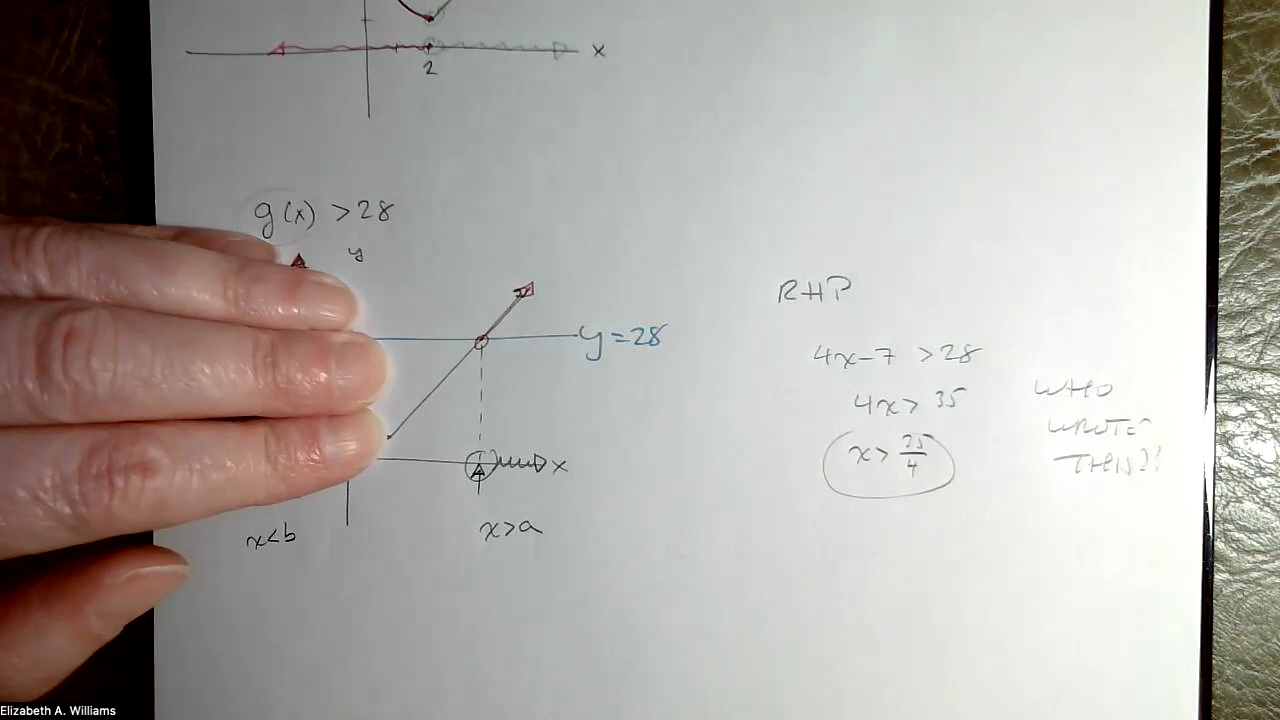 x
2
g(x) > 28
y
y = 28
x
x<b
x>a
RHP
4x-7 > 28
4x > 35
x > 35/4
WHO
WROTE
THIS??
Elizabeth A. Williams